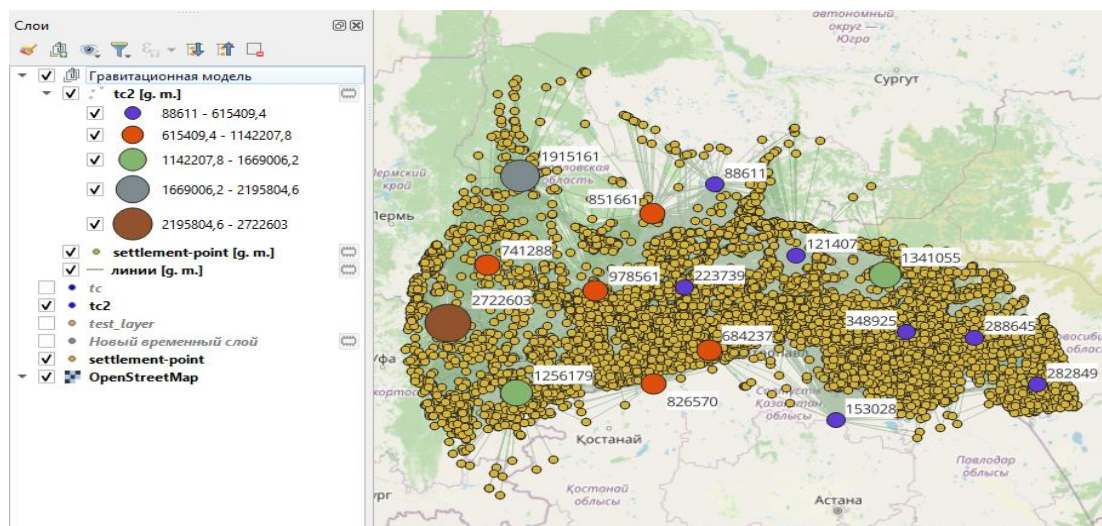 Слои
Гравитационная модель
tc2 [g. m.]
88611 - 615409,4
615409,4 - 1142207,8
1142207,8 - 1669006,2
1669006,2 - 2195804,6
2195804,6 - 2722603
settlement-point [g. m.]
линии [g. m.]
tc
tc2
test_layer
Новый временный слой
settlement-point
OpenStreetMap
автономный
округ —
Югра
Сургут
1915161
область
Пермь
край
88611
851661
741288
121407
1341055
978561
223739
2722603
348925
288645
684237
Уфа
1256179
282849
826570
153028
Қостанай
облысы
Қостанай
облысы
Павлодар
облысы
Астана